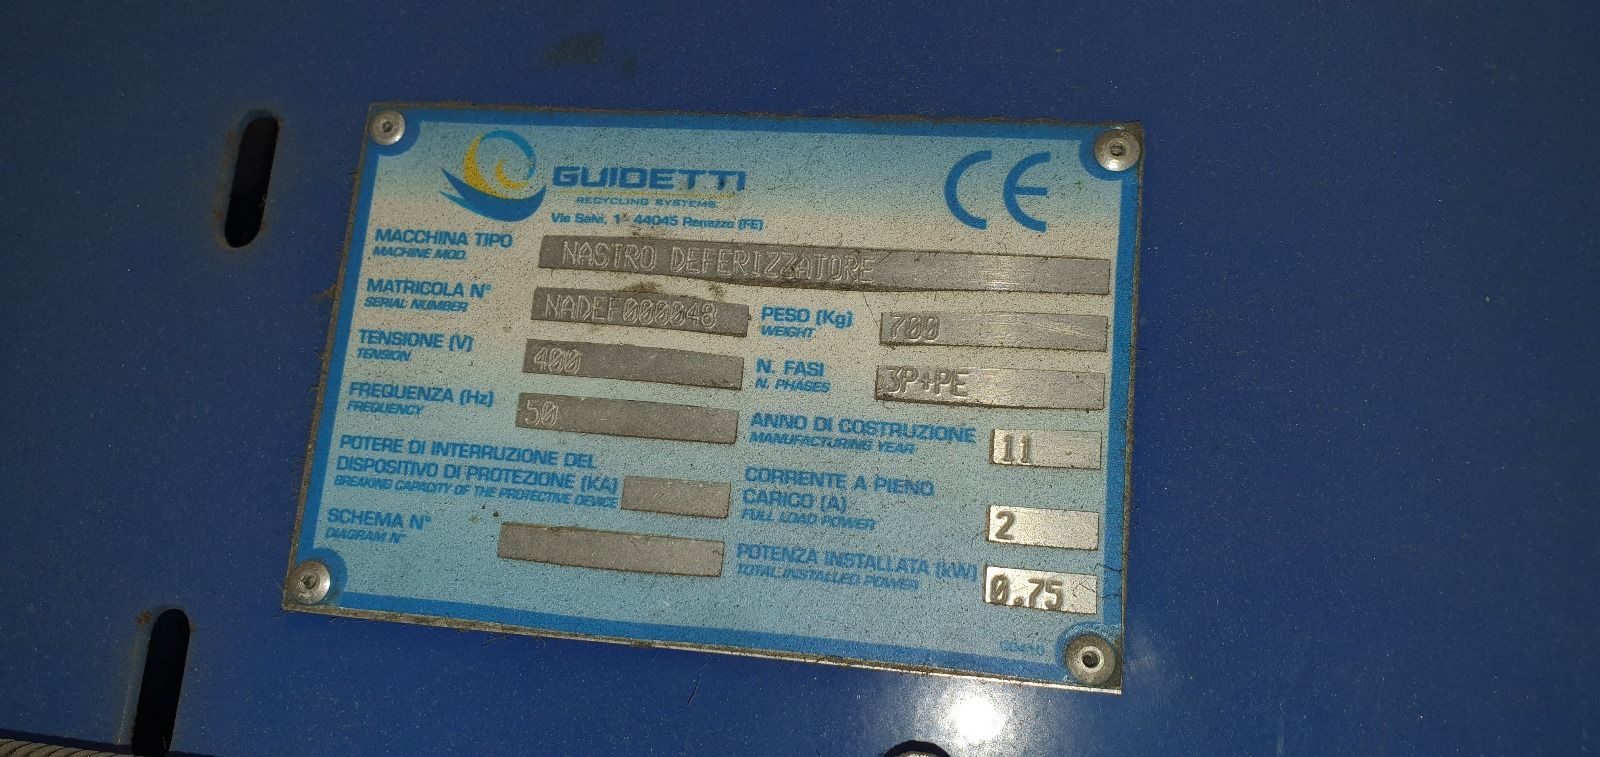 GUIDETTI
RECYCLING SYSTEMS
Via Salvi, 1 - 44045 Renazzo (FE)
CE
MACCHINA TIPO
MACHINE MOD.
NASTRO DEFERIZZATORE
MATRICOLA N°
SERIAL NUMBER
NADEF000048
PESO (Kg)
WEIGHT
700
TENSIONE (V)
TENSION
400
N. FASI
N. PHASES
3P+PE
FREQUENZA (Hz)
FREQUENCY
50
ANNO DI COSTRUZIONE
MANUFACTURING YEAR
11
POTERE DI INTERRUZIONE DEL
DISPOSITIVO DI PROTEZIONE (KA)
BREAKING CAPACITY OF THE PROTECTIVE DEVICE
CORRENTE A PIENO
CARICO (A)
FULL LOAD POWER
2
SCHEMA N°
DIAGRAM N°
POTENZA INSTALLATA (kW)
TOTAL INSTALLED POWER
0.75